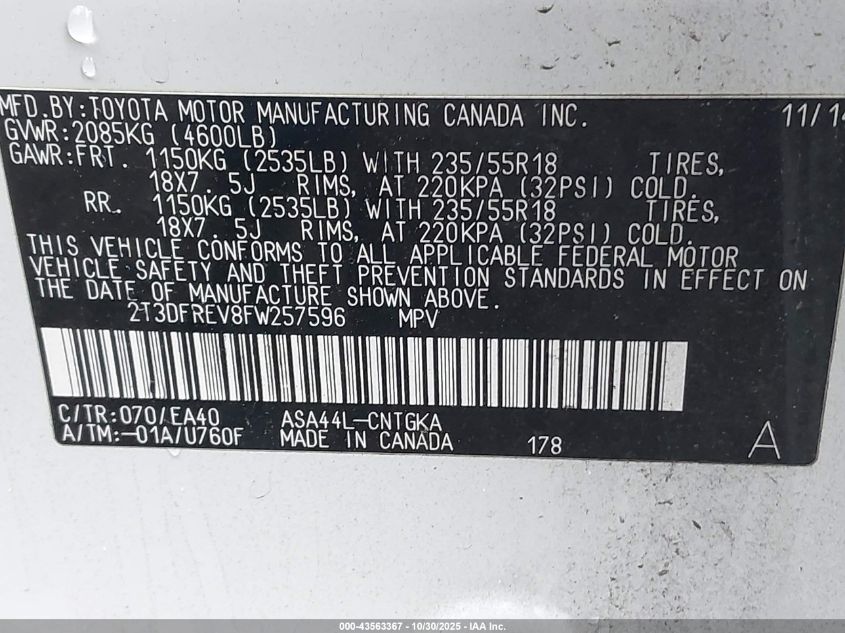 MFD.BY:TOYOTA MOTOR MANUFACTURING CANADA INC. 11/14
GVWR:2085KG (4600LB)
GAWR:FRT. 1150KG (2535LB) WITH 235/55R18 TIRES,
18X7.5J RIMS, AT 220KPA (32PSI) COLD.
RR. 1150KG (2535LB) WITH 235/55R18 TIRES,
18X7.5J RIMS, AT 220KPA (32PSI) COLD.
THIS VEHICLE CONFORMS TO ALL APPLICABLE FEDERAL MOTOR
VEHICLE SAFETY AND THEFT PREVENTION STANDARDS IN EFFECT ON
THE DATE OF MANUFACTURE SHOWN ABOVE.
2T3DFREV8FW257596 MPV
C/TR:070/EA40 ASA44L-CNTGKA
A/TM:-01A/U760F MADE IN CANADA 178 A
000-43563367 - 10/30/2025 - IAA Inc.